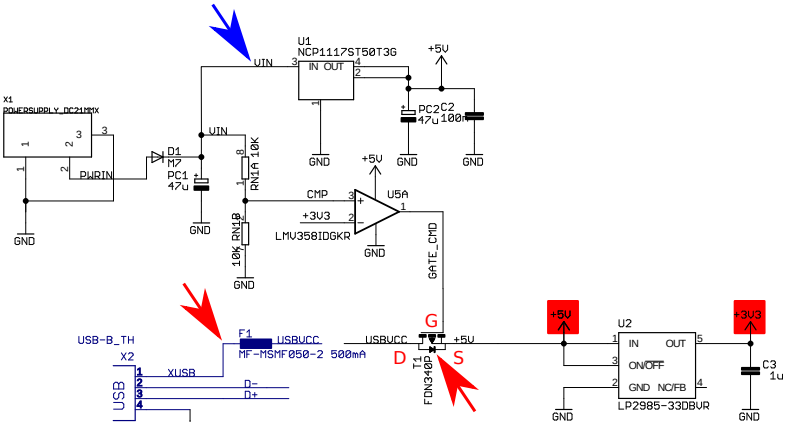 U1
NCP1117ST50T3G
VIN
3 IN OUT 4
2
1
+5V
X1
POWERSUPPLY_DC21MMX
3 3
1 2
1
2
PWRIN
GND
D1
M7
PC1
47u
GND
VIN
8
RN1A 10K
1
GND
PC2
47u
GND
C2
100n
GND
+5V
CMP
3
+
U5A
1
+3V3
2
-
LMV358IDGKR
GND
10K RN1B
GND
GATE_CMD
USB-B_TH
X2
USB
1
2
3
4
XUSB
D-
D+
F1
USBVCC
MF-MSMF050-2 500mA
USBVCC
G
D
S
+5V
T1
FDN340P
+5V
U2
1 IN OUT 5
3 ON/OFF
2 GND NC/FB 4
LP2985-33DBVR
GND
+3V3
C3
1u
GND